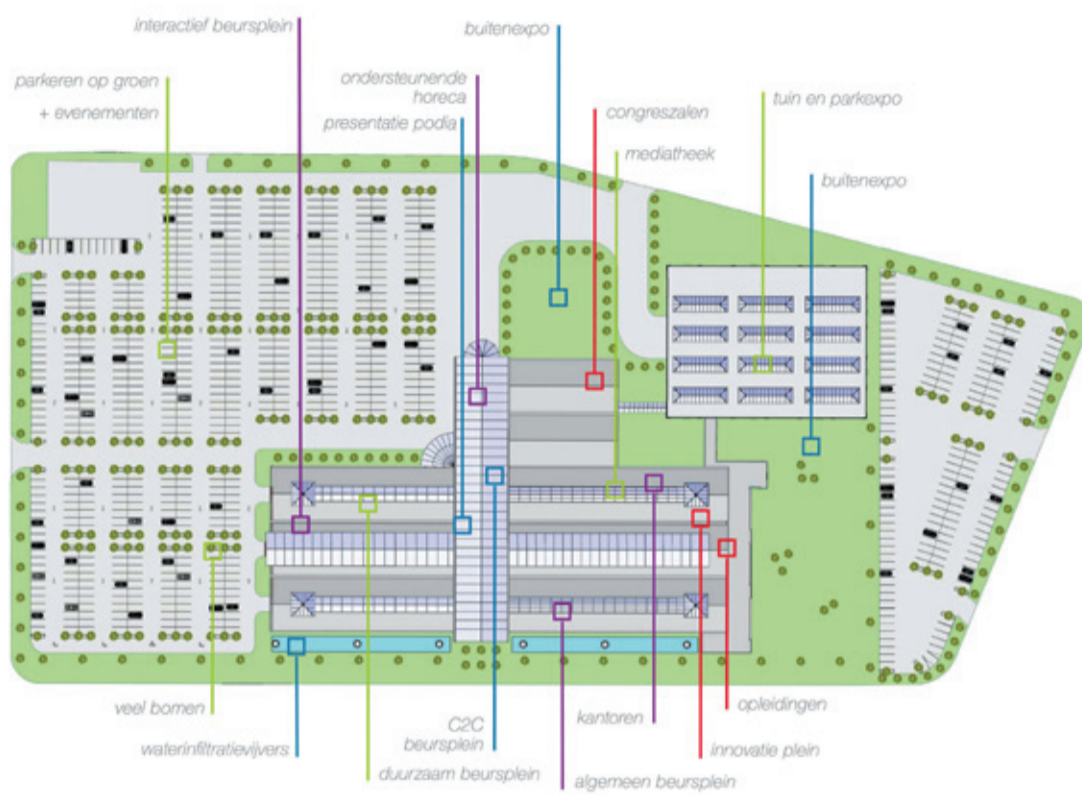 interactief beursplein
buitenexpo
parkeren op groen
+ evenementen
ondersteunende
horeca
presentatie podia
congreszalen
mediatheek
tuin en parkexpo
buitenexpo
veel bomen
waterinfiltratievijvers
duurzaam beursplein
C2C
beursplein
algemeen beursplein
kantoren
innovatie plein
opleidingen